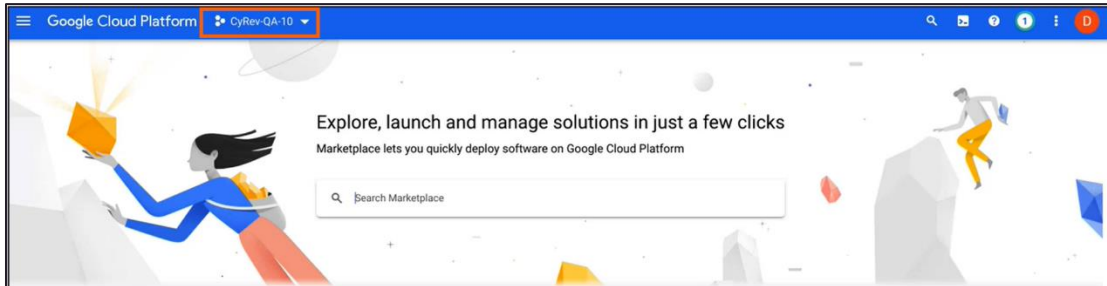 Google Cloud Platform CyRev-QA-10 1 D
Explore, launch and manage solutions in just a few clicks
Marketplace lets you quickly deploy software on Google Cloud Platform
Search Marketplace